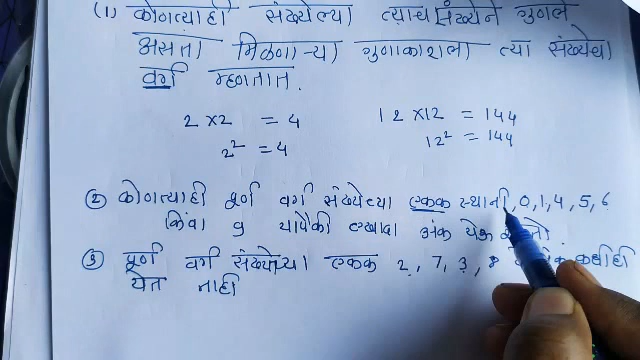 (1) कोणत्याही संख्येल्या त्याच संख्येने गुणले
असता मिळणाऱ्या गुणाकाराला त्या संख्येचा
वर्ग म्हणतात.
2 × 2 = 4
12 × 12 = 144
2² = 4
12² = 144
② कोणत्याही पूर्ण वर्ग संख्येच्या एकक स्थानी, 0, 1, 4, 5, 6
किंवा 9 यापैकी एखादा अंक येऊ
③ पूर्ण वर्ग संख्येच्या एकक 2, 7, 3, 8 कधीही
येत नाही